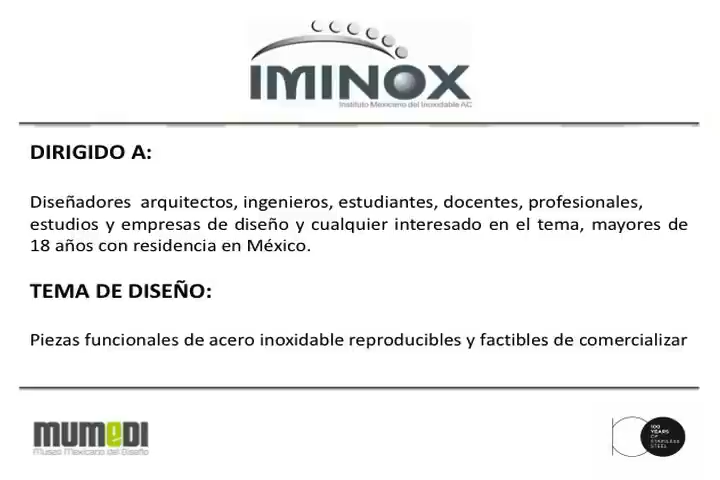 IMINOX
Instituto Mexicano del Inoxidable AC
DIRIGIDO A:
Diseñadores arquitectos, ingenieros, estudiantes, docentes, profesionales,
estudios y empresas de diseño y cualquier interesado en el tema, mayores de
18 años con residencia en México.
TEMA DE DISEÑO:
Piezas funcionales de acero inoxidable reproducibles y factibles de comercializar
mumeDI
Museo Mexicano del Diseño
100
YEARS
OF
STAINLESS
STEEL